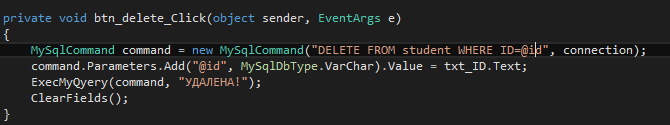 private void btn_delete_Click(object sender, EventArgs e)
{
MySqlCommand command = new MySqlCommand("DELETE FROM student WHERE ID=@id", connection);
command.Parameters.Add("@id", MySqlDbType.VarChar).Value = txt_ID.Text;
ExecMyQyery(command, "УДАЛЕНА!");
ClearFields();
}